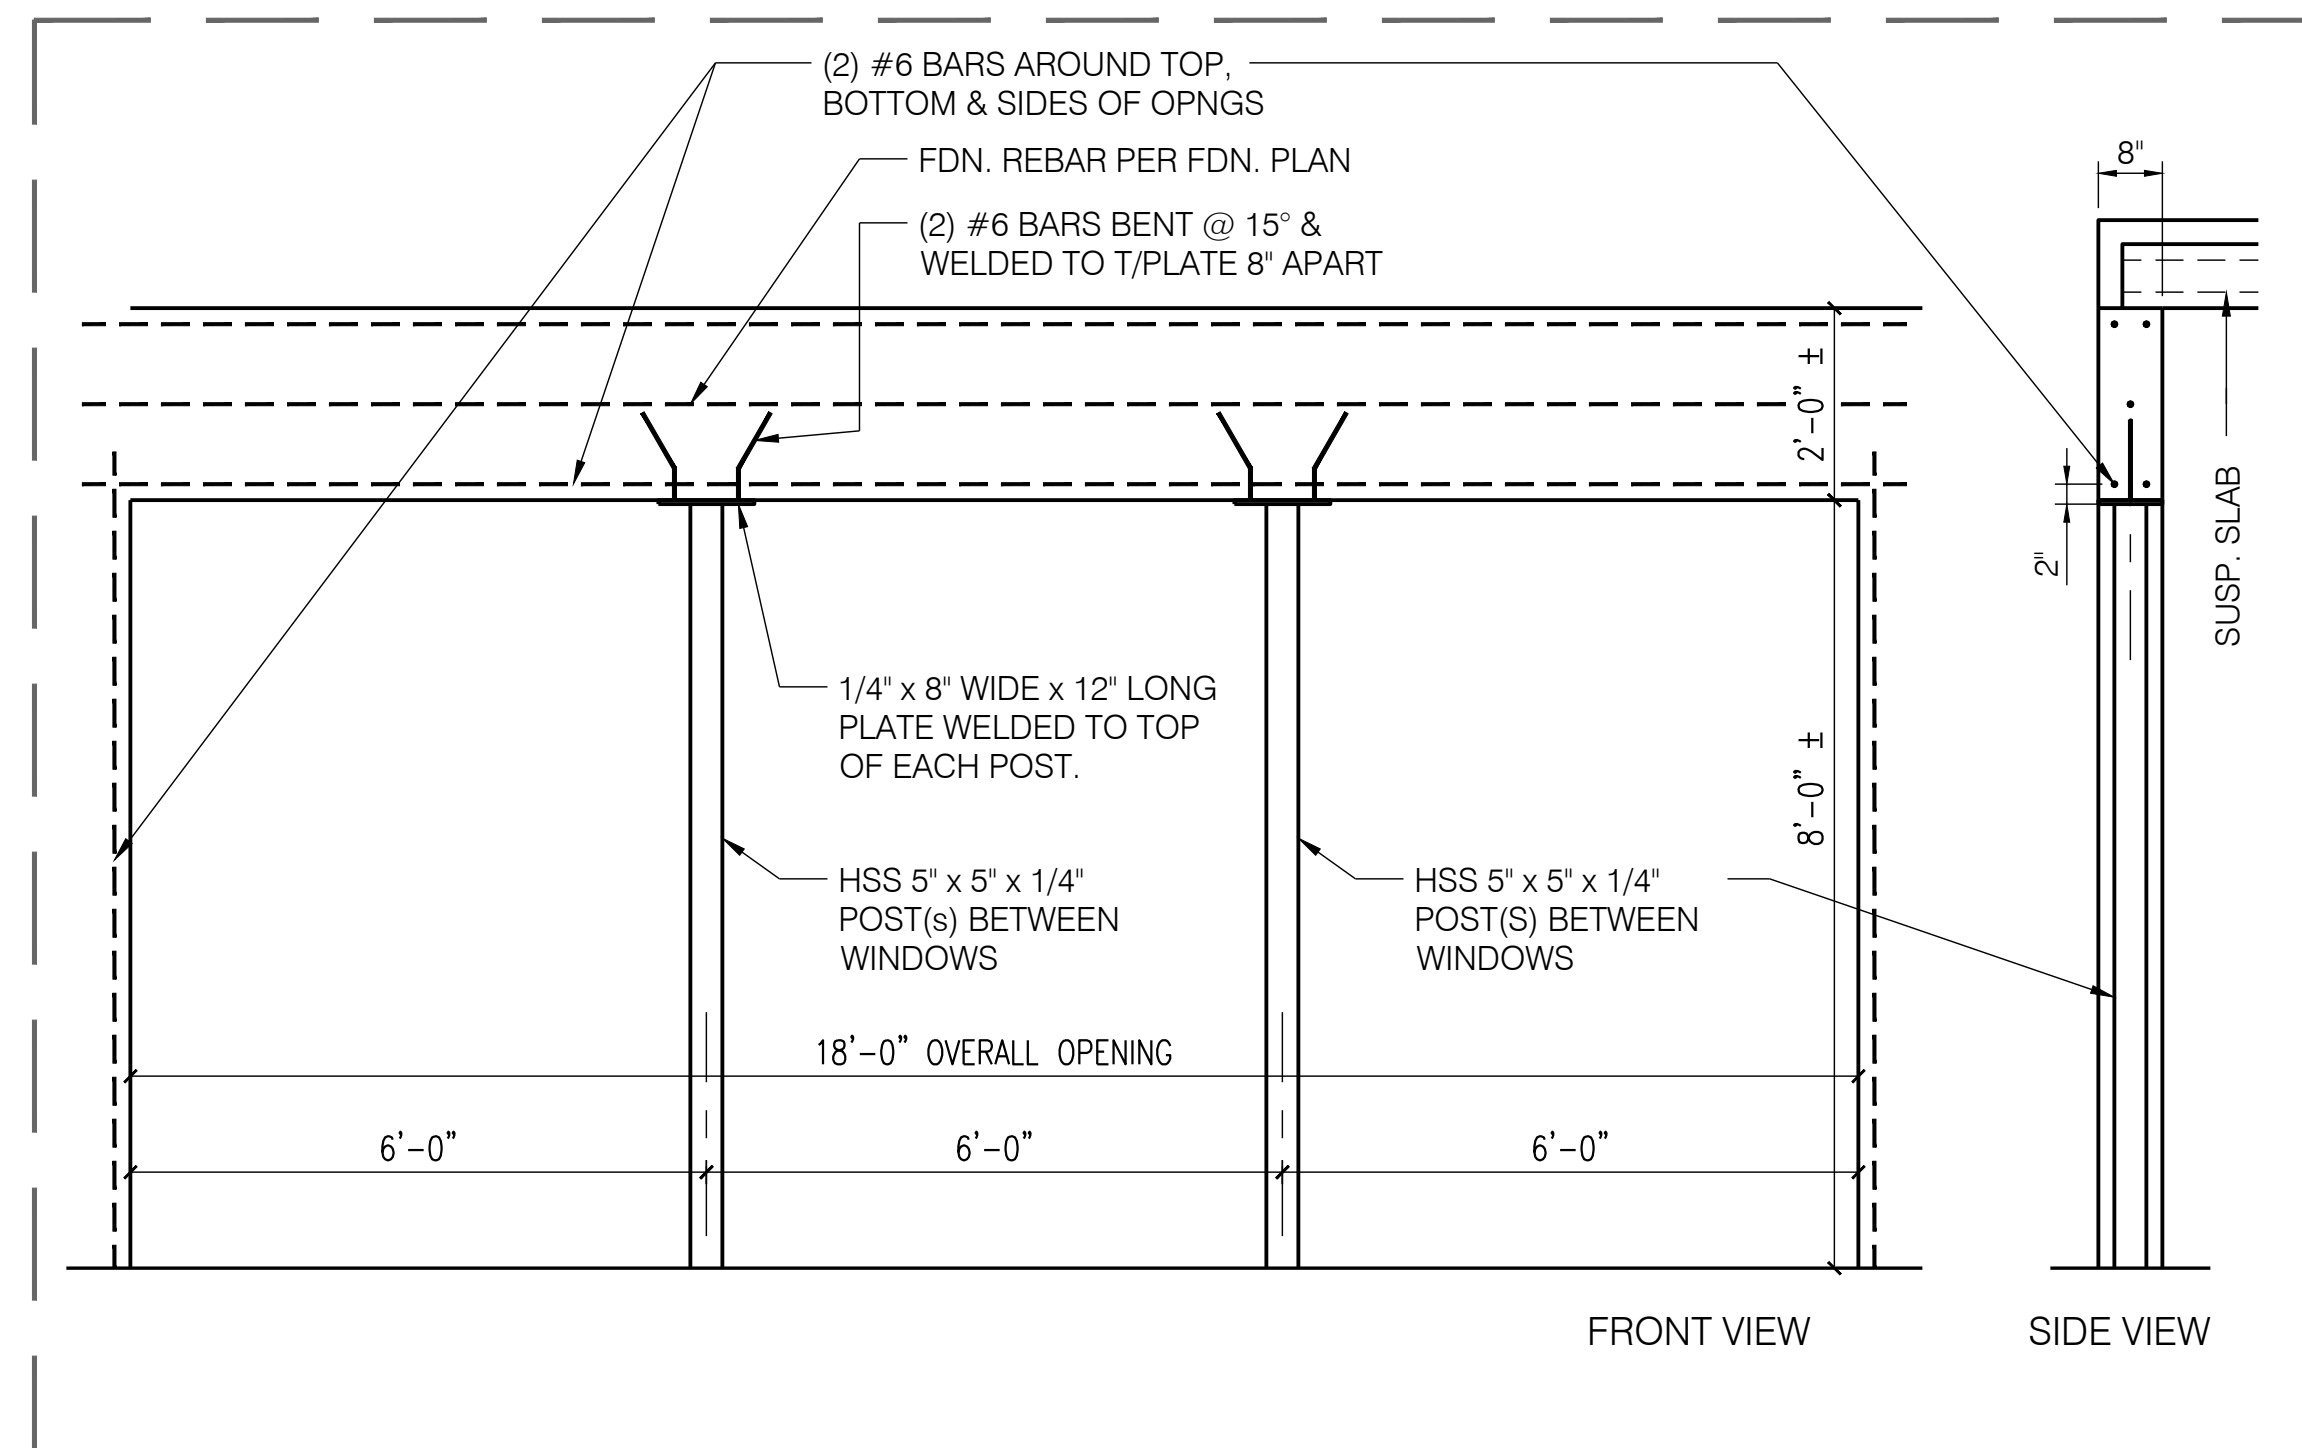 (2) #6 BARS AROUND TOP,
BOTTOM & SIDES OF OPNGS
FDN. REBAR PER FDN. PLAN
(2) #6 BARS BENT @ 15° &
WELDED TO T/PLATE 8" APART
8"
2'-0" ±
2"
SUSP. SLAB
1/4" x 8" WIDE x 12" LONG
PLATE WELDED TO TOP
OF EACH POST.
8'-0" ±
HSS 5" x 5" x 1/4"
POST(s) BETWEEN
WINDOWS
HSS 5" x 5" x 1/4"
POST(S) BETWEEN
WINDOWS
18'-0" OVERALL OPENING
6'-0"
6'-0"
6'-0"
FRONT VIEW
SIDE VIEW